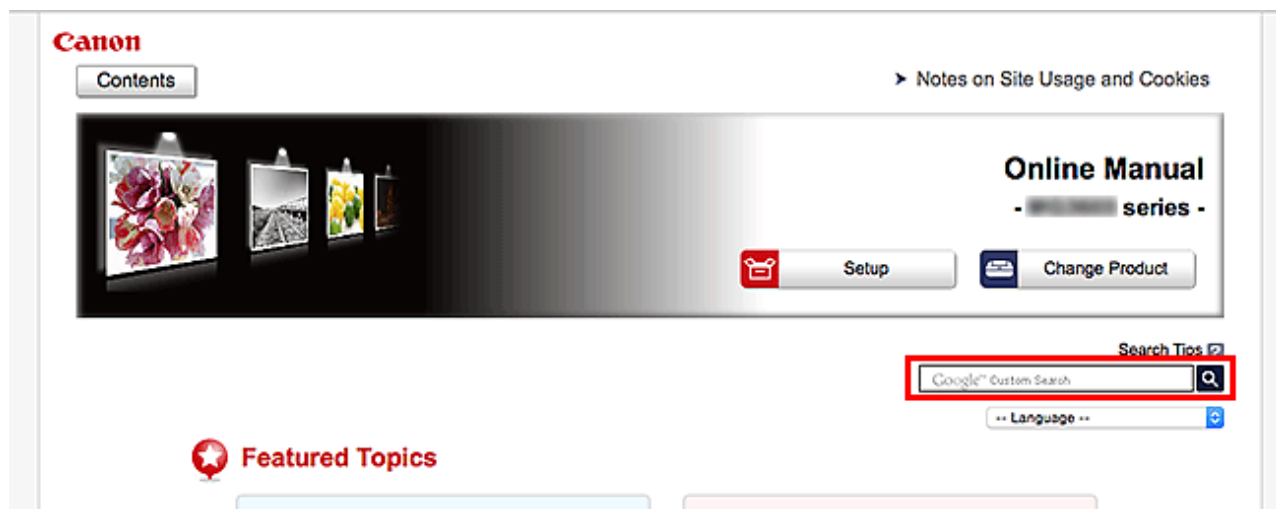 Canon
Contents
Notes on Site Usage and Cookies
Online Manual
- series -
Setup
Change Product
Search Tips
Google™ Custom Search
-- Language --
Featured Topics